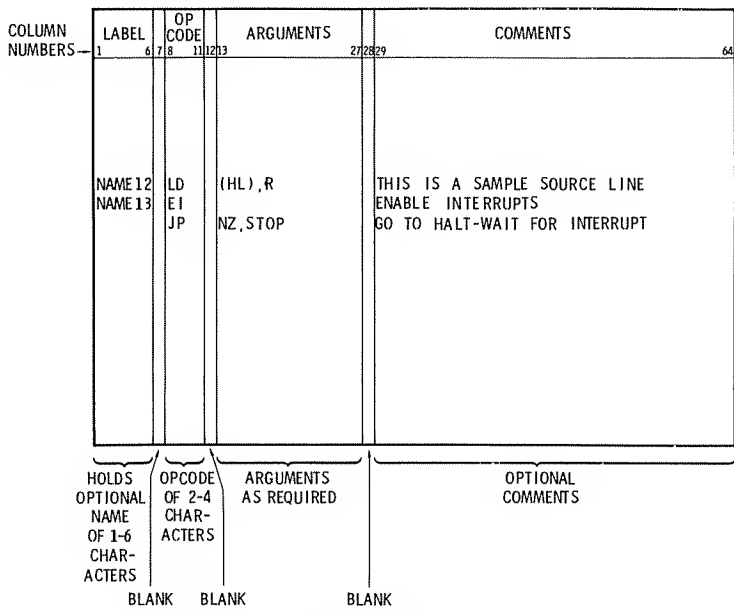 COLUMN NUMBERS
LABEL
OP CODE
ARGUMENTS
COMMENTS
1 6 7 8 11 12 13 27 28 29 64
NAME12 LD (HL),R THIS IS A SAMPLE SOURCE LINE
NAME13 EI ENABLE INTERRUPTS
JP NZ,STOP GO TO HALT-WAIT FOR INTERRUPT
HOLDS
OPTIONAL
NAME
OF 1-6
CHAR-
ACTERS
OPCODE
OF 2-4
CHAR-
ACTERS
ARGUMENTS
AS REQUIRED
OPTIONAL
COMMENTS
BLANK BLANK BLANK